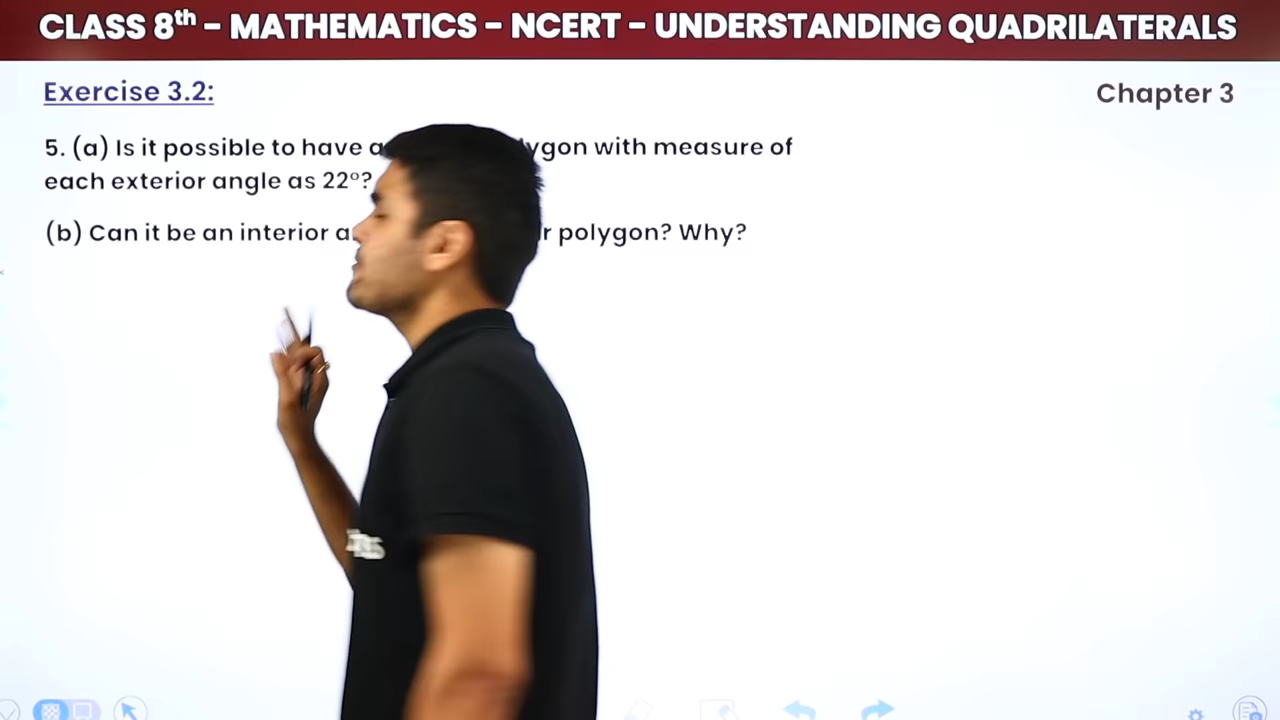 CLASS 8th – MATHEMATICS – NCERT – UNDERSTANDING QUADRILATERALS
Exercise 3.2:
Chapter 3
5. (a) Is it possible to have a ygon with measure of
each exterior angle as 22°?
(b) Can it be an interior a r polygon? Why?